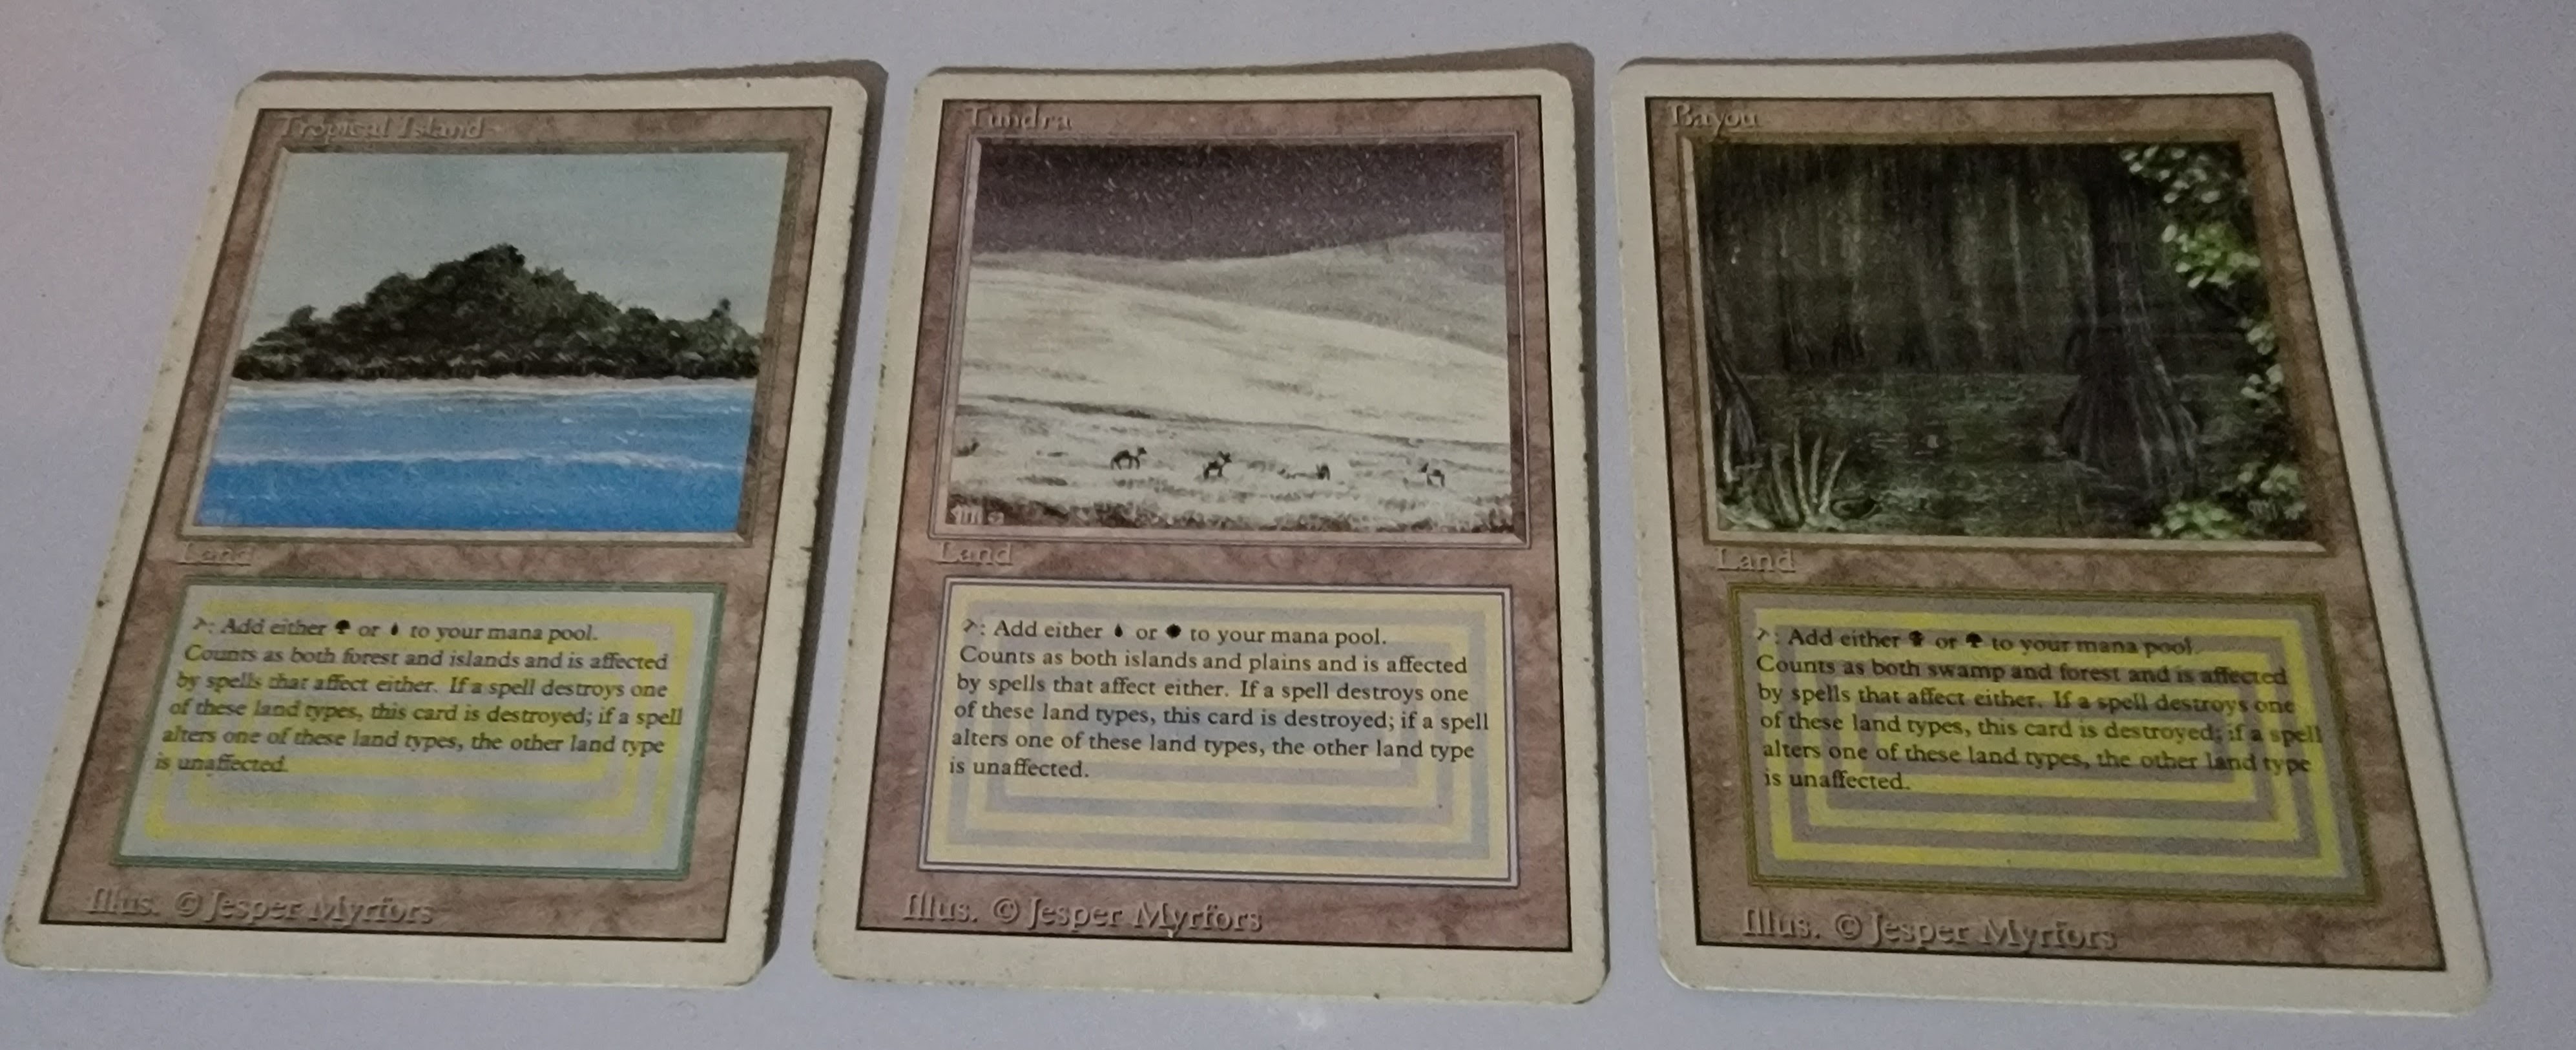 Tropical Island
Land
: Add either or to your mana pool.
Counts as both forest and islands and is affected
by spells that affect either. If a spell destroys one
of these land types, this card is destroyed; if a spell
alters one of these land types, the other land type
is unaffected.
Illus. © Jesper Myrfors
Tundra
Land
: Add either or to your mana pool.
Counts as both islands and plains and is affected
by spells that affect either. If a spell destroys one
of these land types, this card is destroyed; if a spell
alters one of these land types, the other land type
is unaffected.
Illus. © Jesper Myrfors
Bayou
Land
: Add either or to your mana pool.
Counts as both swamp and forest and is affected
by spells that affect either. If a spell destroys one
of these land types, this card is destroyed; if a spell
alters one of these land types, the other land type
is unaffected.
Illus. © Jesper Myrfors